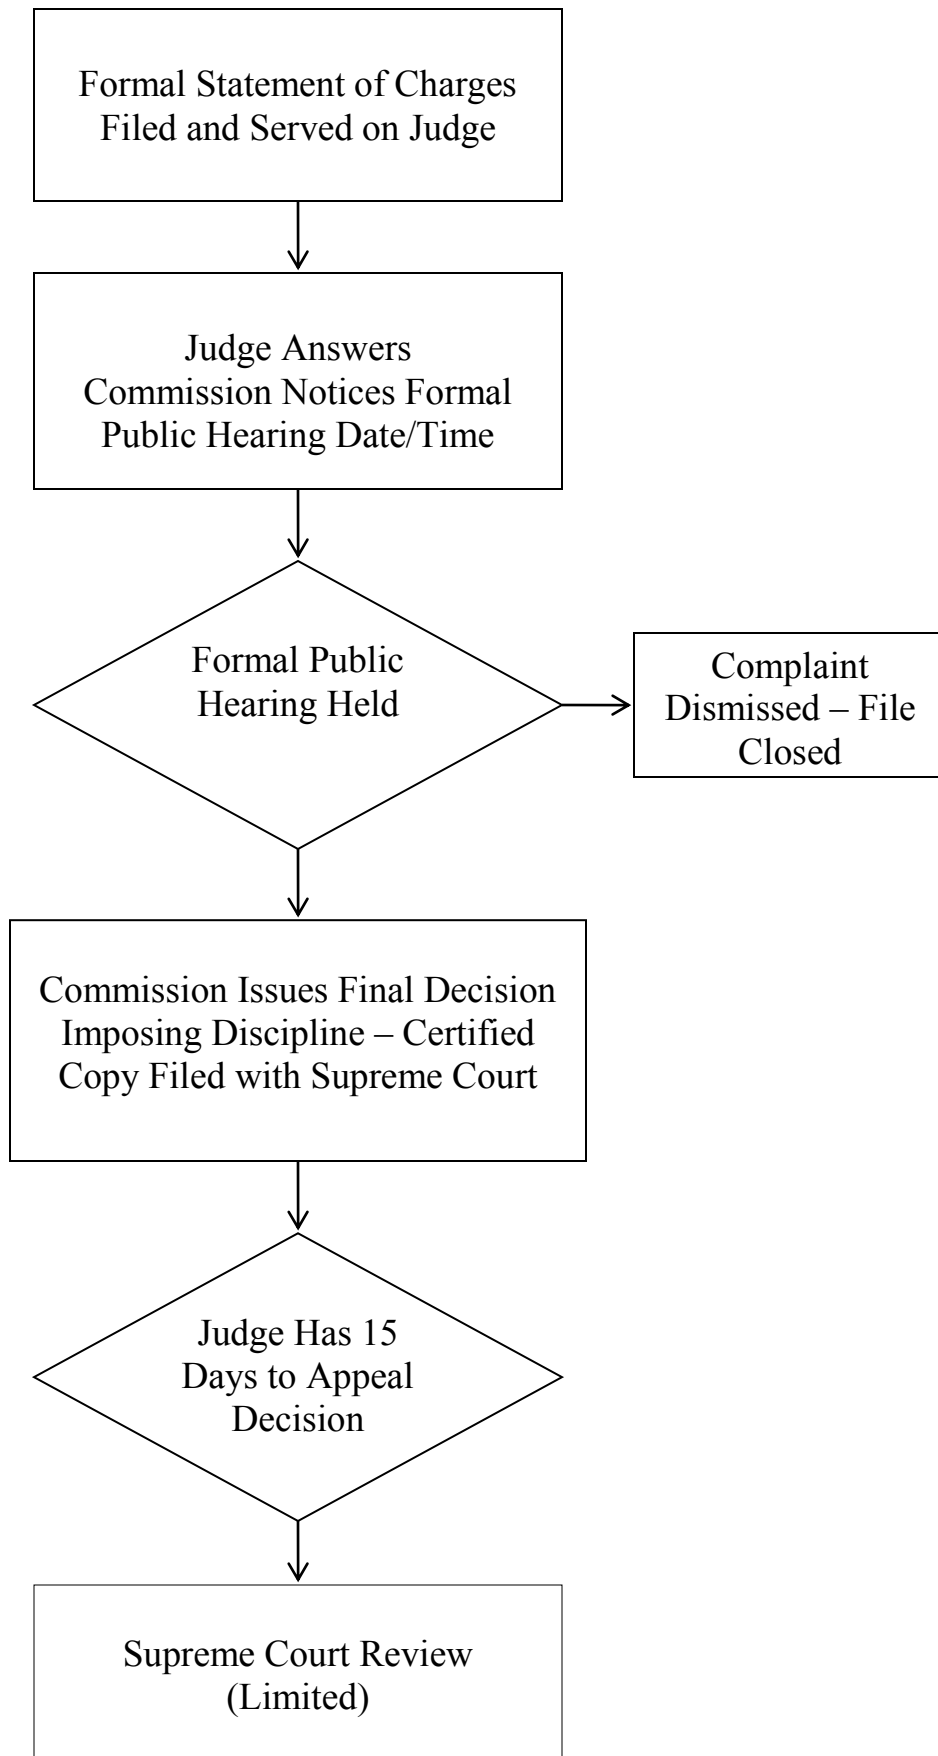 Formal Statement of Charges
Filed and Served on Judge
Judge Answers
Commission Notices Formal
Public Hearing Date/Time
Formal Public
Hearing Held
Complaint
Dismissed – File
Closed
Commission Issues Final Decision
Imposing Discipline – Certified
Copy Filed with Supreme Court
Judge Has 15
Days to Appeal
Decision
Supreme Court Review
(Limited)